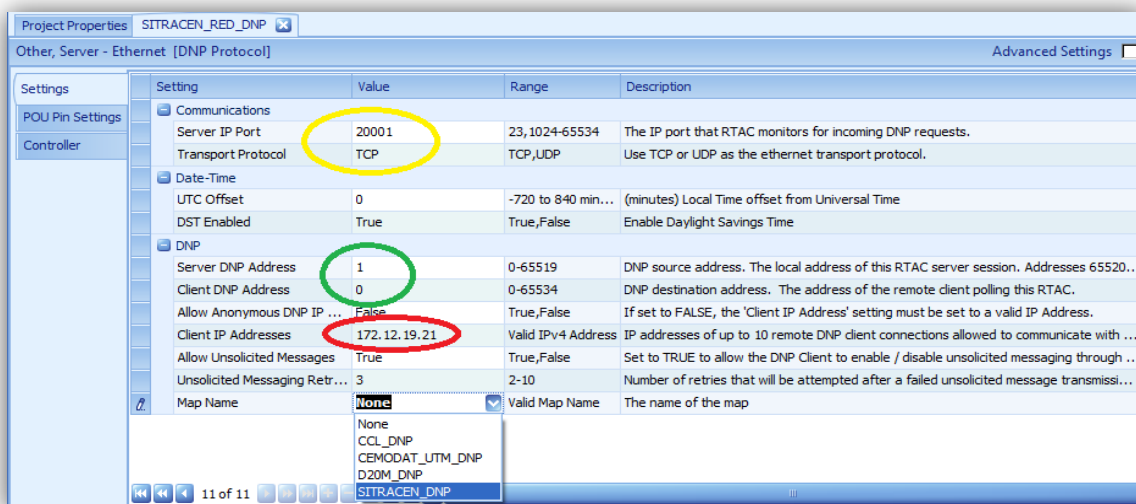 Project Properties SITRACEN_RED_DNP
Other, Server - Ethernet [DNP Protocol] Advanced Settings
Settings
POU Pin Settings
Controller
Setting Value Range Description
Communications
Server IP Port 20001 23,1024-65534 The IP port that RTAC monitors for incoming DNP requests.
Transport Protocol TCP TCP,UDP Use TCP or UDP as the ethernet transport protocol.
Date-Time
UTC Offset 0 -720 to 840 min... (minutes) Local Time offset from Universal Time
DST Enabled True True,False Enable Daylight Savings Time
DNP
Server DNP Address 1 0-65519 DNP source address. The local address of this RTAC server session. Addresses 65520...
Client DNP Address 0 0-65534 DNP destination address. The address of the remote client polling this RTAC.
Allow Anonymous DNP IP ... False True,False If set to FALSE, the 'Client IP Address' setting must be set to a valid IP Address.
Client IP Addresses 172.12.19.21 Valid IPv4 Address IP addresses of up to 10 remote DNP client connections allowed to communicate with ...
Allow Unsolicited Messages True True,False Set to TRUE to allow the DNP Client to enable / disable unsolicited messaging through ...
Unsolicited Messaging Retr... 3 2-10 Number of retries that will be attempted after a failed unsolicited message transmissi...
Map Name None Valid Map Name The name of the map
None
CCL_DNP
CEMODAT_UTM_DNP
D20M_DNP
SITRACEN_DNP
11 of 11